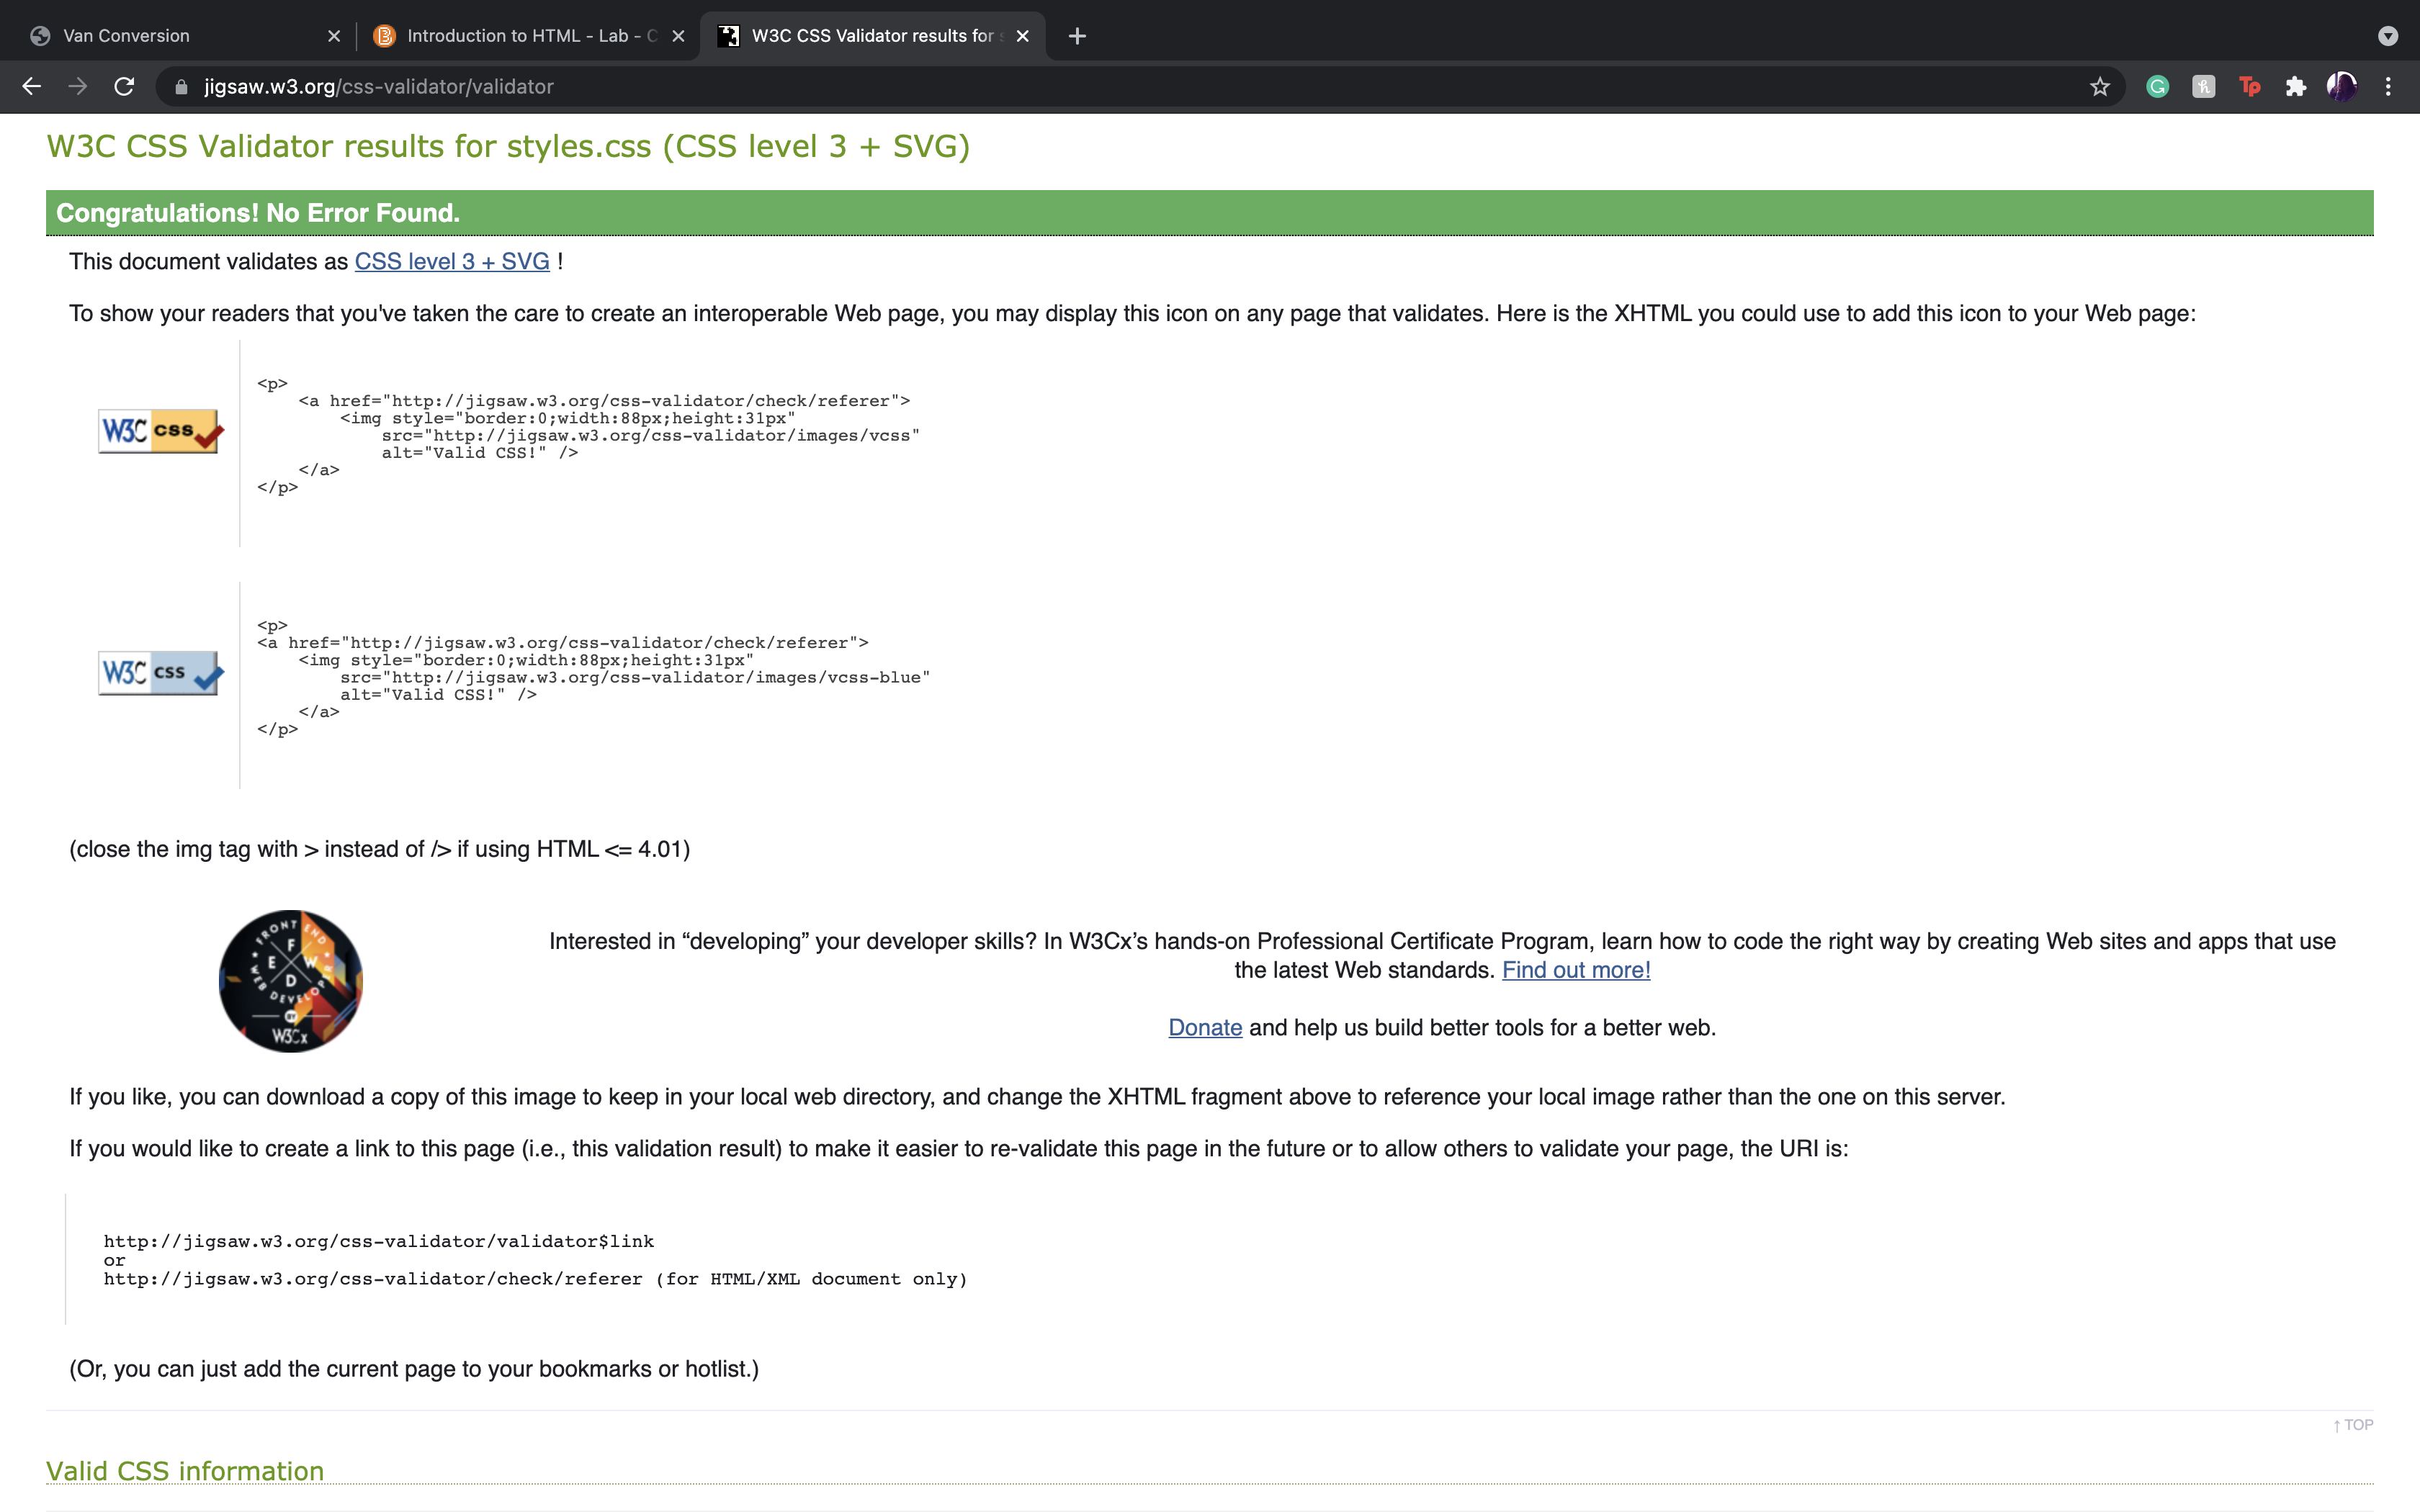 Van Conversion
Introduction to HTML - Lab - C
W3C CSS Validator results for s
jigsaw.w3.org/css-validator/validator
W3C CSS Validator results for styles.css (CSS level 3 + SVG)
Congratulations! No Error Found.
This document validates as CSS level 3 + SVG !
To show your readers that you've taken the care to create an interoperable Web page, you may display this icon on any page that validates. Here is the XHTML you could use to add this icon to your Web page:
W3C css
<p>
<a href="http://jigsaw.w3.org/css-validator/check/referer">
<img style="border:0;width:88px;height:31px"
src="http://jigsaw.w3.org/css-validator/images/vcss"
alt="Valid CSS!" />
</a>
</p>
W3C css
<p>
<a href="http://jigsaw.w3.org/css-validator/check/referer">
<img style="border:0;width:88px;height:31px"
src="http://jigsaw.w3.org/css-validator/images/vcss-blue"
alt="Valid CSS!" />
</a>
</p>
(close the img tag with > instead of /> if using HTML <= 4.01)
FRONT END
F
E W
D
WEB DEVELOPER
BY
W3Cx
Interested in “developing” your developer skills? In W3Cx’s hands-on Professional Certificate Program, learn how to code the right way by creating Web sites and apps that use
the latest Web standards. Find out more!
Donate and help us build better tools for a better web.
If you like, you can download a copy of this image to keep in your local web directory, and change the XHTML fragment above to reference your local image rather than the one on this server.
If you would like to create a link to this page (i.e., this validation result) to make it easier to re-validate this page in the future or to allow others to validate your page, the URI is:
http://jigsaw.w3.org/css-validator/validator$link
or
http://jigsaw.w3.org/css-validator/check/referer (for HTML/XML document only)
(Or, you can just add the current page to your bookmarks or hotlist.)
↑ TOP
Valid CSS information